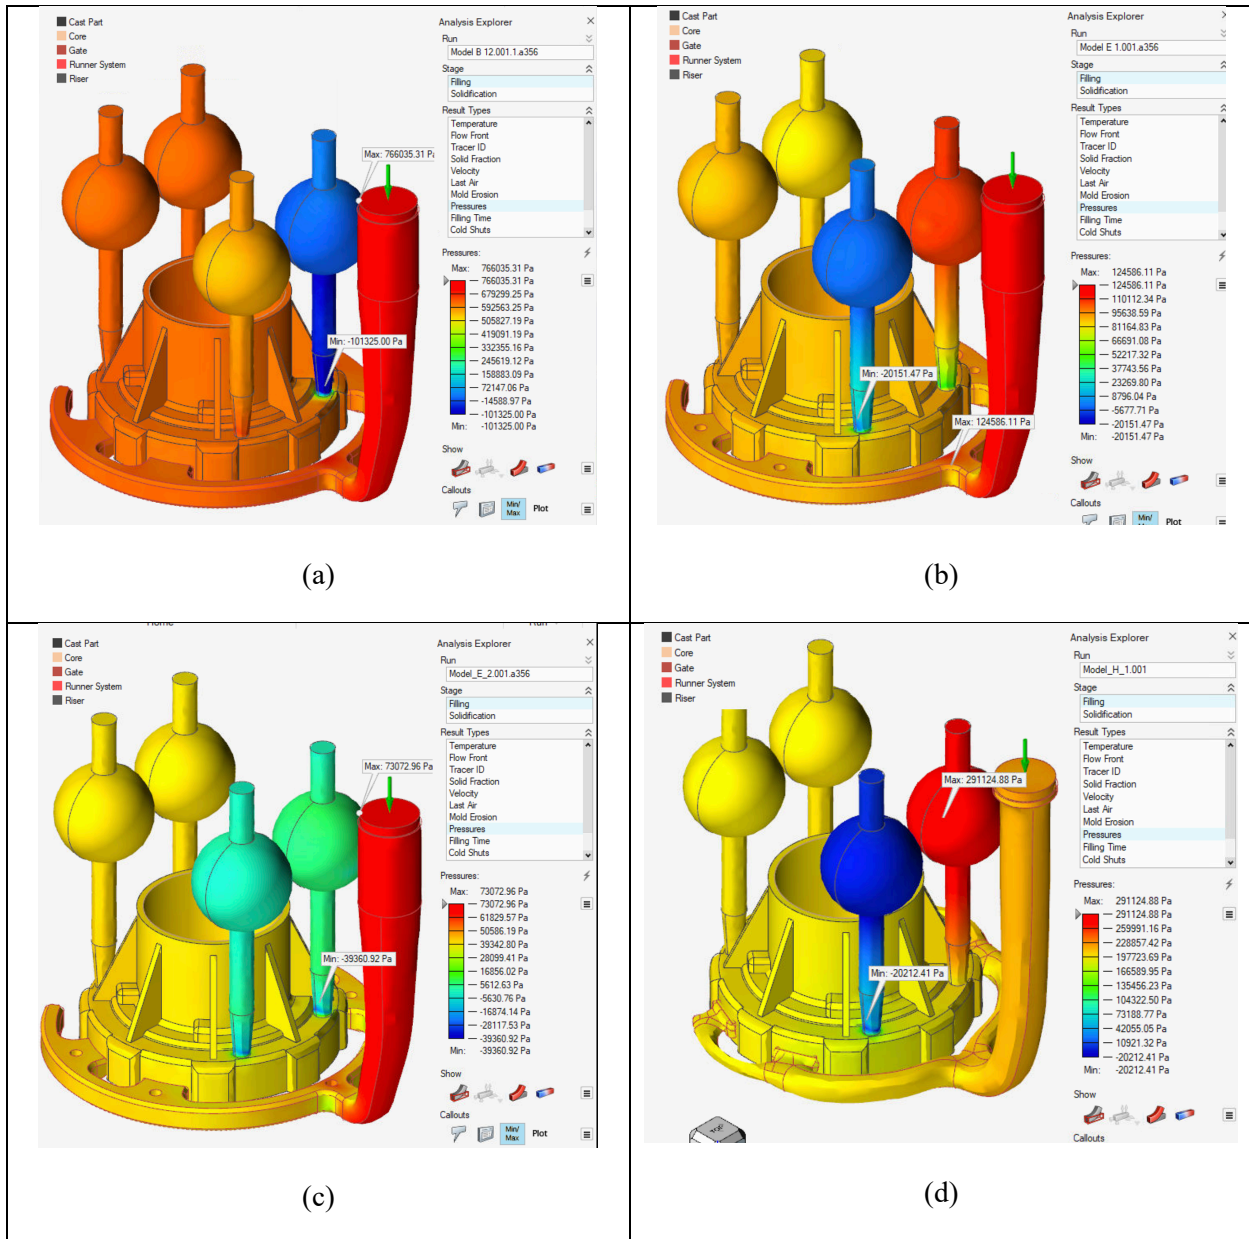 Cast Part
Core
Gate
Runner System
Riser
Analysis Explorer
Run
Model B 12.001.1.a356
Stage
Filling
Solidification
Result Types
Temperature
Flow Front
Tracer ID
Solid Fraction
Velocity
Last Air
Mold Erosion
Pressures
Filling Time
Cold Shuts
Pressures:
Max: 766035.31 Pa
766035.31 Pa
679299.25 Pa
592563.25 Pa
505827.19 Pa
419091.19 Pa
332355.16 Pa
245619.12 Pa
158883.09 Pa
72147.06 Pa
-14588.97 Pa
-101325.00 Pa
Min: -101325.00 Pa
Show
Callouts
Min/
Max
Plot
Max: 766035.31 Pa
Min: -101325.00 Pa
(a)
Cast Part
Core
Gate
Runner System
Riser
Analysis Explorer
Run
Model E 1.001.a356
Stage
Filling
Solidification
Result Types
Temperature
Flow Front
Tracer ID
Solid Fraction
Velocity
Last Air
Mold Erosion
Pressures
Filling Time
Cold Shuts
Pressures:
Max: 124586.11 Pa
124586.11 Pa
110112.34 Pa
95638.59 Pa
81164.83 Pa
66691.08 Pa
52217.32 Pa
37743.56 Pa
23269.80 Pa
8796.04 Pa
-5677.71 Pa
-20151.47 Pa
Min: -20151.47 Pa
Show
Callouts
Min/
Plot
Min: -20151.47 Pa
Max: 124586.11 Pa
(b)
Cast Part
Core
Gate
Runner System
Riser
Analysis Explorer
Run
Model_E_2.001.a356
Stage
Filling
Solidification
Result Types
Temperature
Flow Front
Tracer ID
Solid Fraction
Velocity
Last Air
Mold Erosion
Pressures
Filling Time
Cold Shuts
Pressures:
Max: 73072.96 Pa
73072.96 Pa
61829.57 Pa
50586.19 Pa
39342.80 Pa
28099.41 Pa
16856.02 Pa
5612.63 Pa
-5630.76 Pa
-16874.14 Pa
-28117.53 Pa
-39360.92 Pa
Min: -39360.92 Pa
Show
Callouts
Min/
Max
Plot
Max: 73072.96 Pa
Min: -39360.92 Pa
(c)
Cast Part
Core
Gate
Runner System
Riser
Analysis Explorer
Run
Model_H_1.001
Stage
Filling
Solidification
Result Types
Temperature
Flow Front
Tracer ID
Solid Fraction
Velocity
Last Air
Mold Erosion
Pressures
Filling Time
Cold Shuts
Pressures:
Max: 291124.88 Pa
291124.88 Pa
259991.16 Pa
228857.42 Pa
197723.69 Pa
166589.95 Pa
135456.23 Pa
104322.50 Pa
73188.77 Pa
42055.05 Pa
10921.32 Pa
-20212.41 Pa
Min: -20212.41 Pa
Show
Callouts
Max: 291124.88 Pa
Min: -20212.41 Pa
TOP
(d)